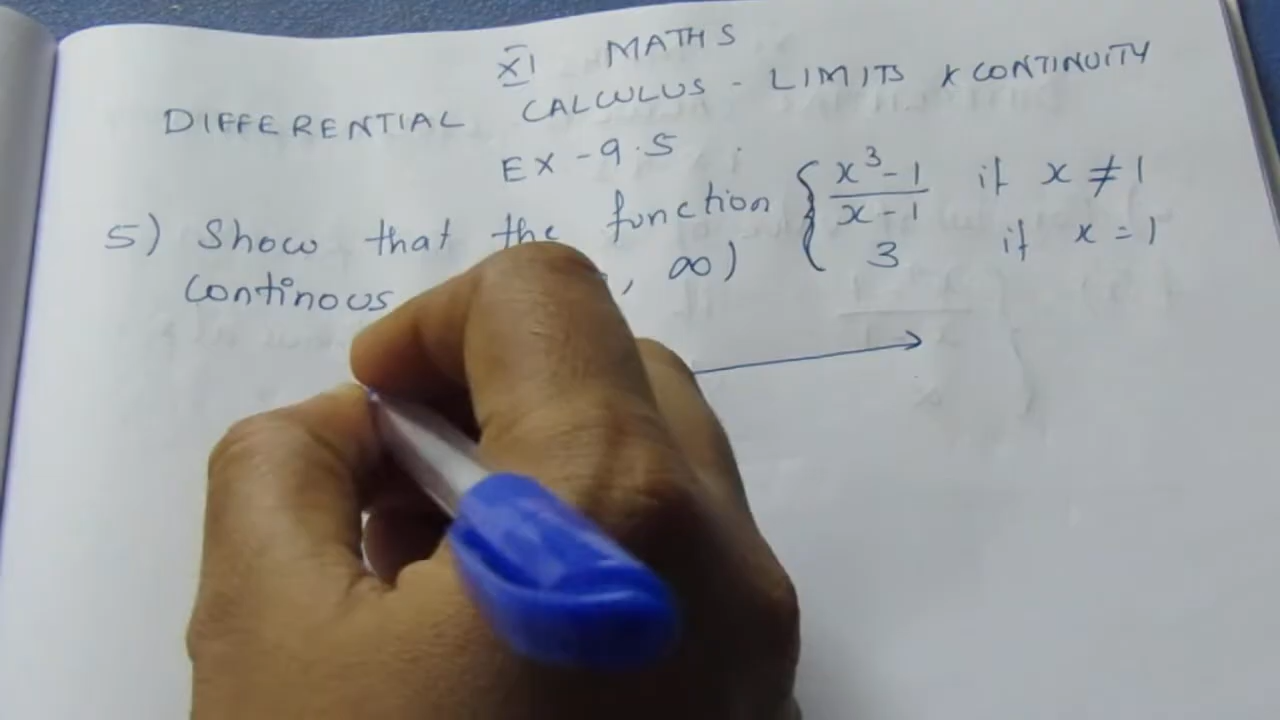 XI MATHS
DIFFERENTIAL CALCULUS - LIMITS & CONTINUITY
EX - 9.5
5) Show that the function { x³-1 / x-1 if x ≠ 1
continous , ∞) 3 if x = 1